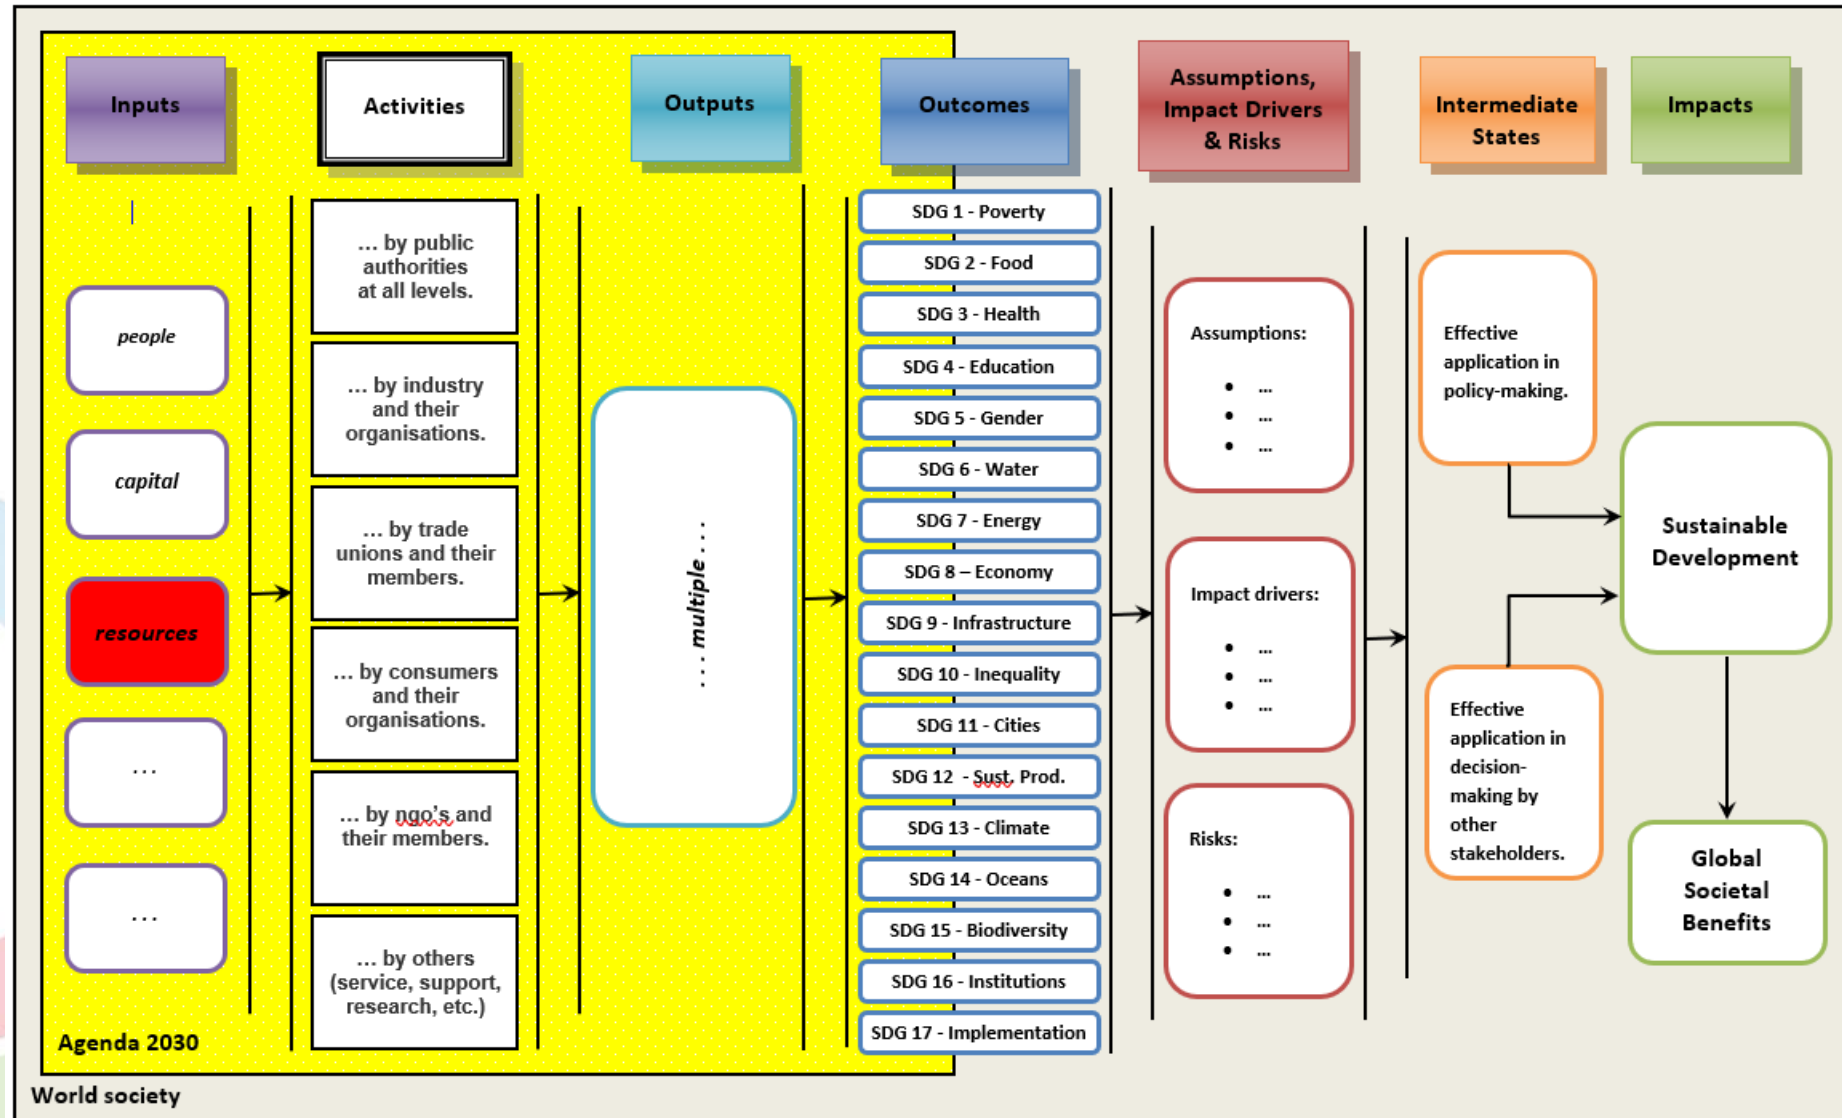 Inputs
Activities
Outputs
Outcomes
Assumptions,
Impact Drivers
& Risks
Intermediate
States
Impacts
people
capital
resources
...
...
... by public
authorities
at all levels.
... by industry
and their
organisations.
... by trade
unions and their
members.
... by consumers
and their
organisations.
... by ngo's and
their members.
... by others
(service, support,
research, etc.)
. . . multiple . . .
SDG 1 - Poverty
SDG 2 - Food
SDG 3 - Health
SDG 4 - Education
SDG 5 - Gender
SDG 6 - Water
SDG 7 - Energy
SDG 8 – Economy
SDG 9 - Infrastructure
SDG 10 - Inequality
SDG 11 - Cities
SDG 12  - Sust. Prod.
SDG 13 - Climate
SDG 14 - Oceans
SDG 15 - Biodiversity
SDG 16 - Institutions
SDG 17 - Implementation
Assumptions:
• ...
• ...
• ...
Impact drivers:
• ...
• ...
• ...
Risks:
• ...
• ...
• ...
Effective
application in
policy-making.
Effective
application in
decision-
making by
other
stakeholders.
Sustainable
Development
Global
Societal
Benefits
Agenda 2030
World society